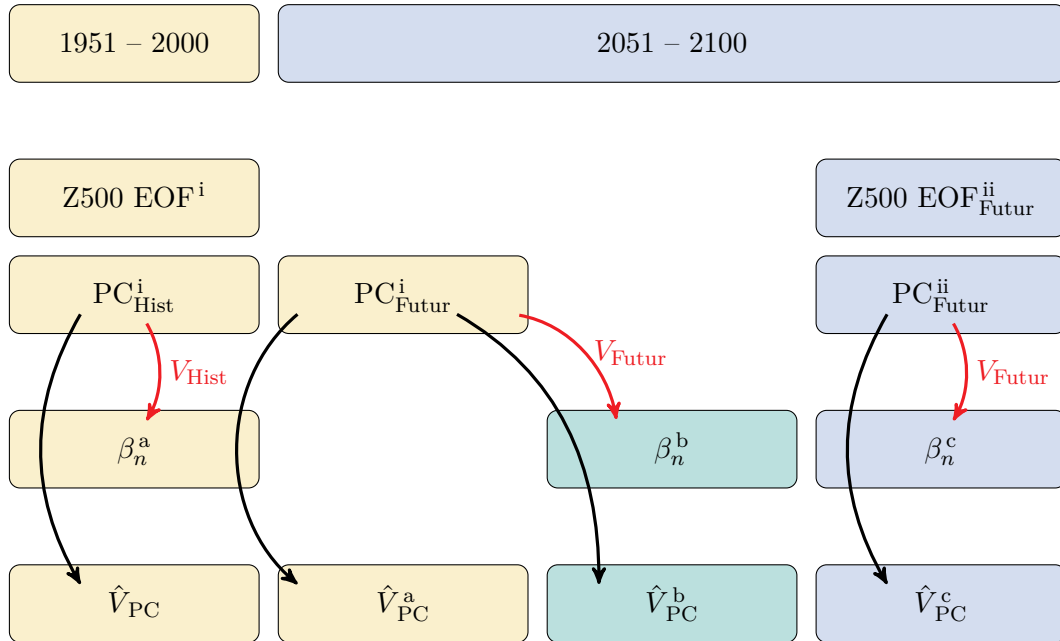 1951 – 2000
2051 – 2100
Z500 EOF^i
Z500 EOF^ii_Futur
PC^i_Hist
PC^i_Futur
PC^ii_Futur
V_Hist
V_Futur
V_Futur
β^a_n
β^b_n
β^c_n
V̂_PC
V̂^a_PC
V̂^b_PC
V̂^c_PC